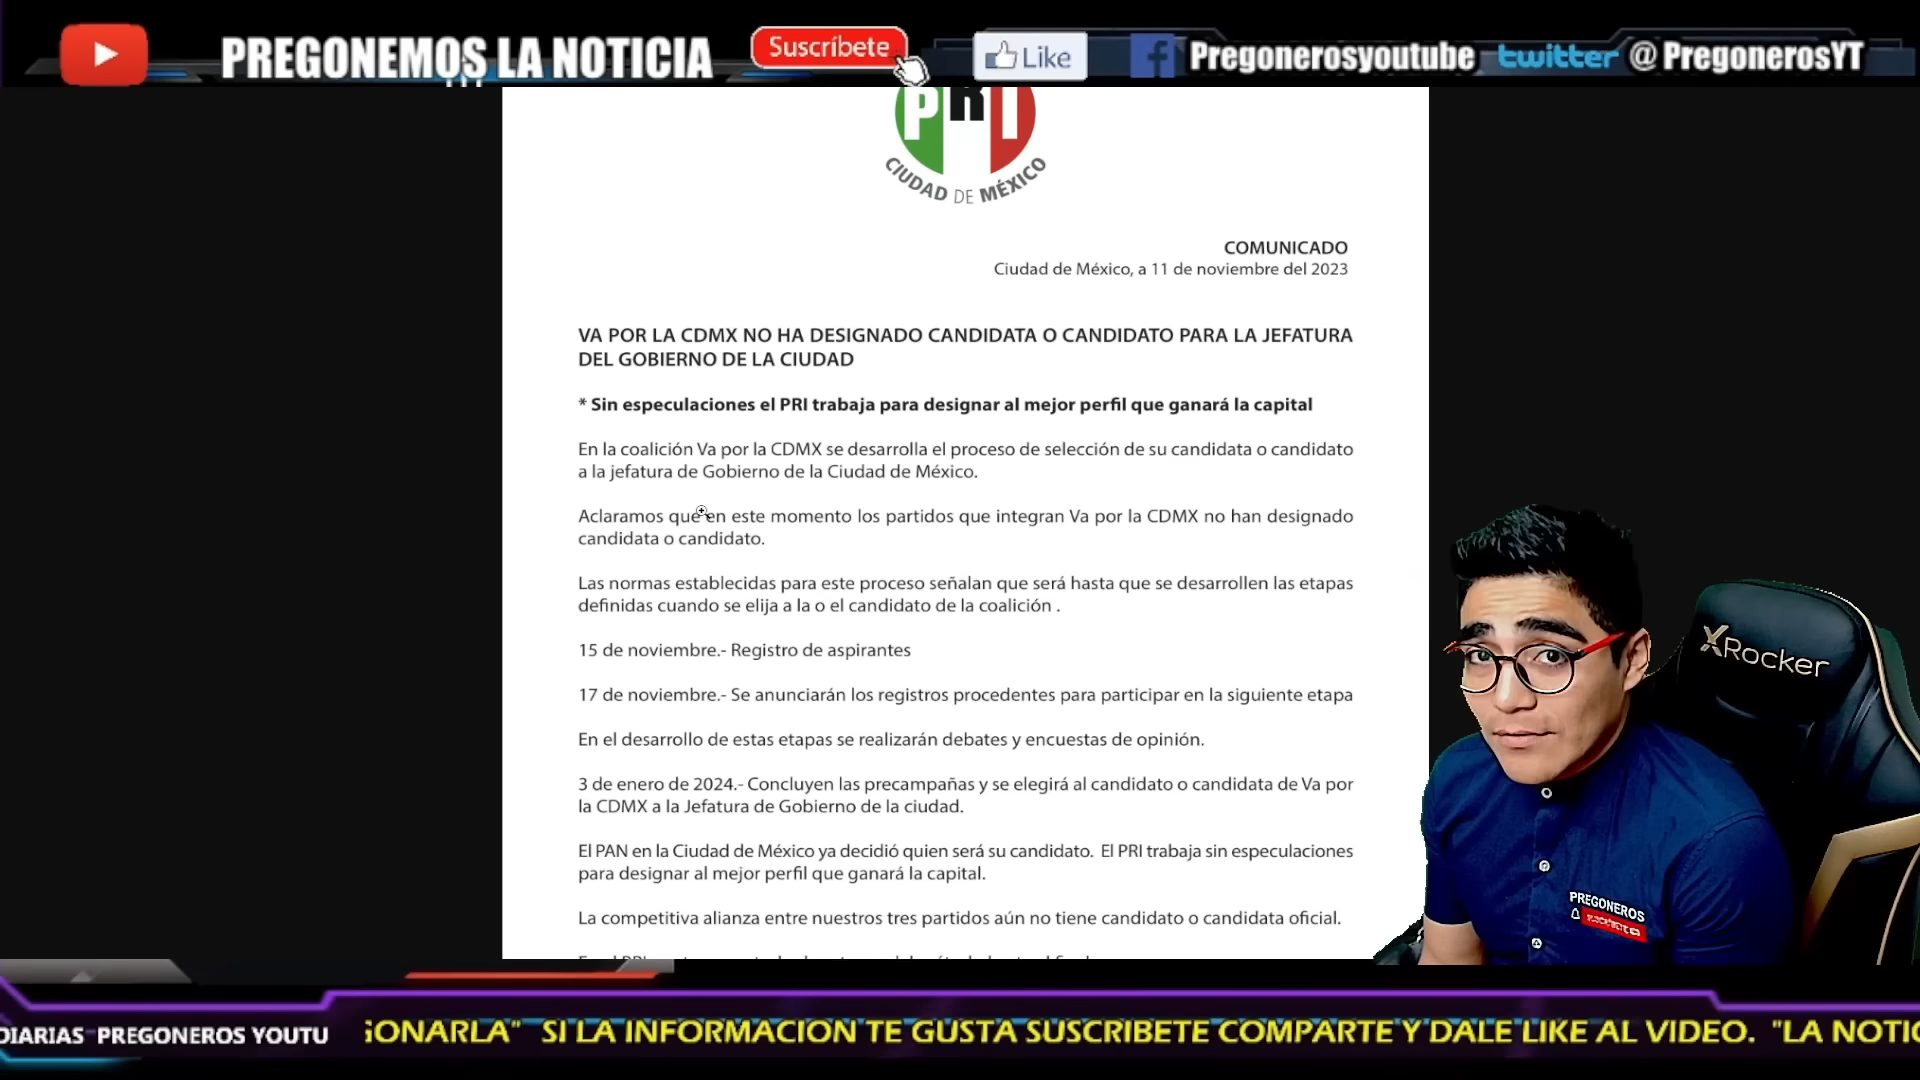 PREGONEMOS LA NOTICIA
Suscríbete
Like
Pregonerosyoutube
twitter @ PregonerosYT
PRI
CIUDAD DE MÉXICO
COMUNICADO
Ciudad de México, a 11 de noviembre del 2023
VA POR LA CDMX NO HA DESIGNADO CANDIDATA O CANDIDATO PARA LA JEFATURA
DEL GOBIERNO DE LA CIUDAD
* Sin especulaciones el PRI trabaja para designar al mejor perfil que ganará la capital
En la coalición Va por la CDMX se desarrolla el proceso de selección de su candidata o candidato
a la jefatura de Gobierno de la Ciudad de México.
Aclaramos que en este momento los partidos que integran Va por la CDMX no han designado
candidata o candidato.
Las normas establecidas para este proceso señalan que será hasta que se desarrollen las etapas
definidas cuando se elija a la o el candidato de la coalición .
15 de noviembre.- Registro de aspirantes
17 de noviembre.- Se anunciarán los registros procedentes para participar en la siguiente etapa
En el desarrollo de estas etapas se realizarán debates y encuestas de opinión.
3 de enero de 2024.- Concluyen las precampañas y se elegirá al candidato o candidata de Va por
la CDMX a la Jefatura de Gobierno de la ciudad.
El PAN en la Ciudad de México ya decidió quien será su candidato. El PRI trabaja sin especulaciones
para designar al mejor perfil que ganará la capital.
La competitiva alianza entre nuestros tres partidos aún no tiene candidato o candidata oficial.
XRocker
PREGONEROS
SUSCRÍBETE
DIARIAS PREGONEROS YOUTU
GONARLA" SI LA INFORMACION TE GUSTA SUSCRIBETE COMPARTE Y DALE LIKE AL VIDEO. "LA NOTIC